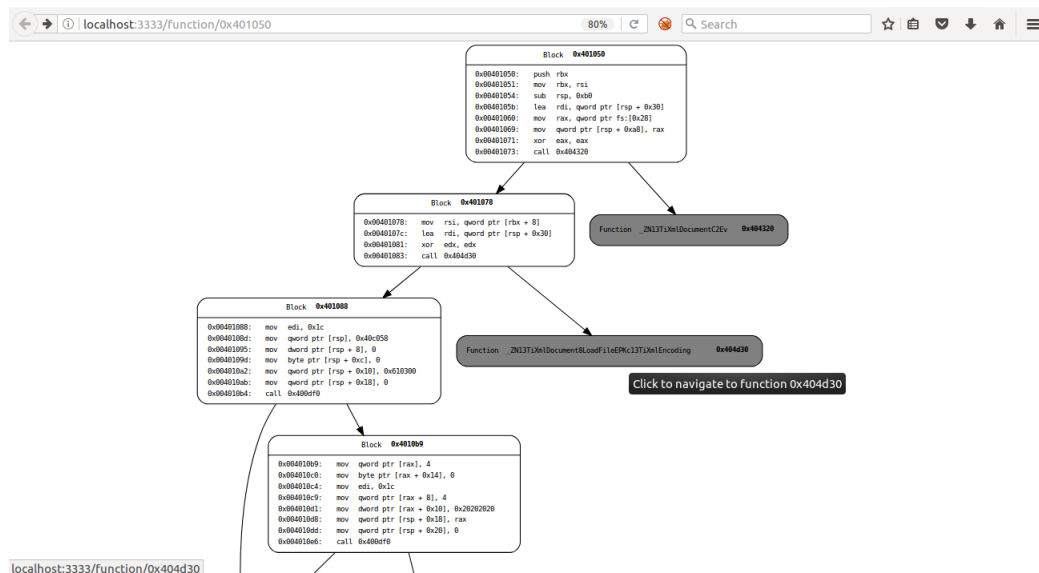 localhost:3333/function/0x401050
80%
Search
Block 0x401050
0x00401050: push rbx
0x00401051: mov rbx, rsi
0x00401054: sub rsp, 0xb0
0x0040105b: lea rdi, qword ptr [rsp + 0x30]
0x00401060: mov rax, qword ptr fs:[0x28]
0x00401069: mov qword ptr [rsp + 0xa8], rax
0x00401071: xor eax, eax
0x00401073: call 0x404320
Block 0x401078
0x00401078: mov rsi, qword ptr [rbx + 8]
0x0040107c: lea rdi, qword ptr [rsp + 0x30]
0x00401081: xor edx, edx
0x00401083: call 0x404d30
Function _ZN13TiXmlDocumentC2Ev 0x404320
Block 0x401088
0x00401088: mov edi, 0x1c
0x0040108d: mov qword ptr [rsp], 0x40c058
0x00401095: mov dword ptr [rsp + 8], 0
0x0040109d: mov byte ptr [rsp + 0xc], 0
0x004010a2: mov qword ptr [rsp + 0x10], 0x610300
0x004010ab: mov qword ptr [rsp + 0x18], 0
0x004010b4: call 0x400df0
Function _ZN13TiXmlDocument8LoadFileEPKc13TiXmlEncoding 0x404d30
Click to navigate to function 0x404d30
Block 0x4010b9
0x004010b9: mov qword ptr [rax], 4
0x004010c0: mov byte ptr [rax + 0x14], 0
0x004010c4: mov edi, 0x1c
0x004010c9: mov qword ptr [rax + 8], 4
0x004010d1: mov dword ptr [rax + 0x10], 0x20202020
0x004010d8: mov qword ptr [rsp + 0x18], rax
0x004010dd: mov qword ptr [rsp + 0x20], 0
0x004010e6: call 0x400df0
localhost:3333/function/0x404d30